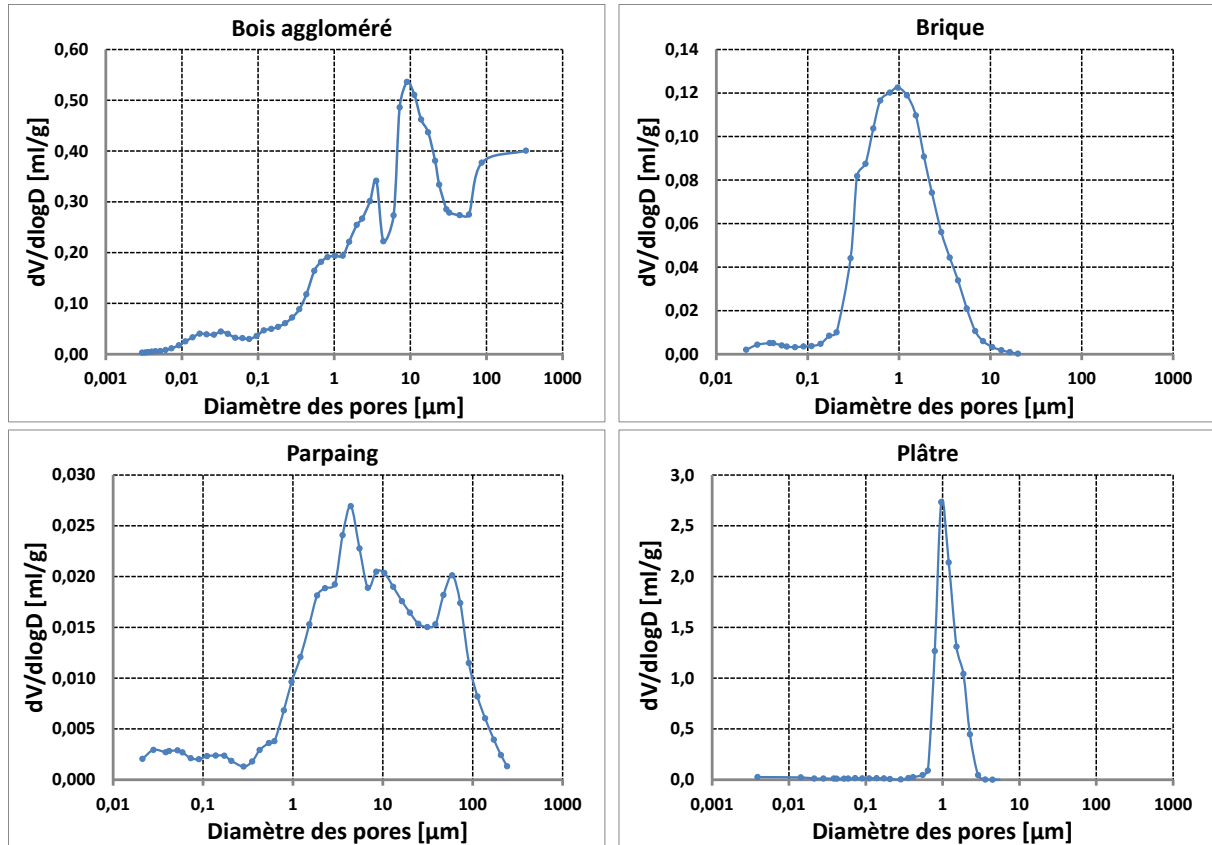 Bois aggloméré
dV/dlogD [ml/g]
0,60
0,50
0,40
0,30
0,20
0,10
0,00
0,001 0,01 0,1 1 10 100 1000
Diamètre des pores [µm]
Brique
dV/dlogD [ml/g]
0,14
0,12
0,10
0,08
0,06
0,04
0,02
0,00
0,01 0,1 1 10 100 1000
Diamètre des pores [µm]
Parpaing
dV/dlogD [ml/g]
0,030
0,025
0,020
0,015
0,010
0,005
0,000
0,01 0,1 1 10 100 1000
Diamètre des pores [µm]
Plâtre
dV/dlogD [ml/g]
3,0
2,5
2,0
1,5
1,0
0,5
0,0
0,001 0,01 0,1 1 10 100 1000
Diamètre des pores [µm]